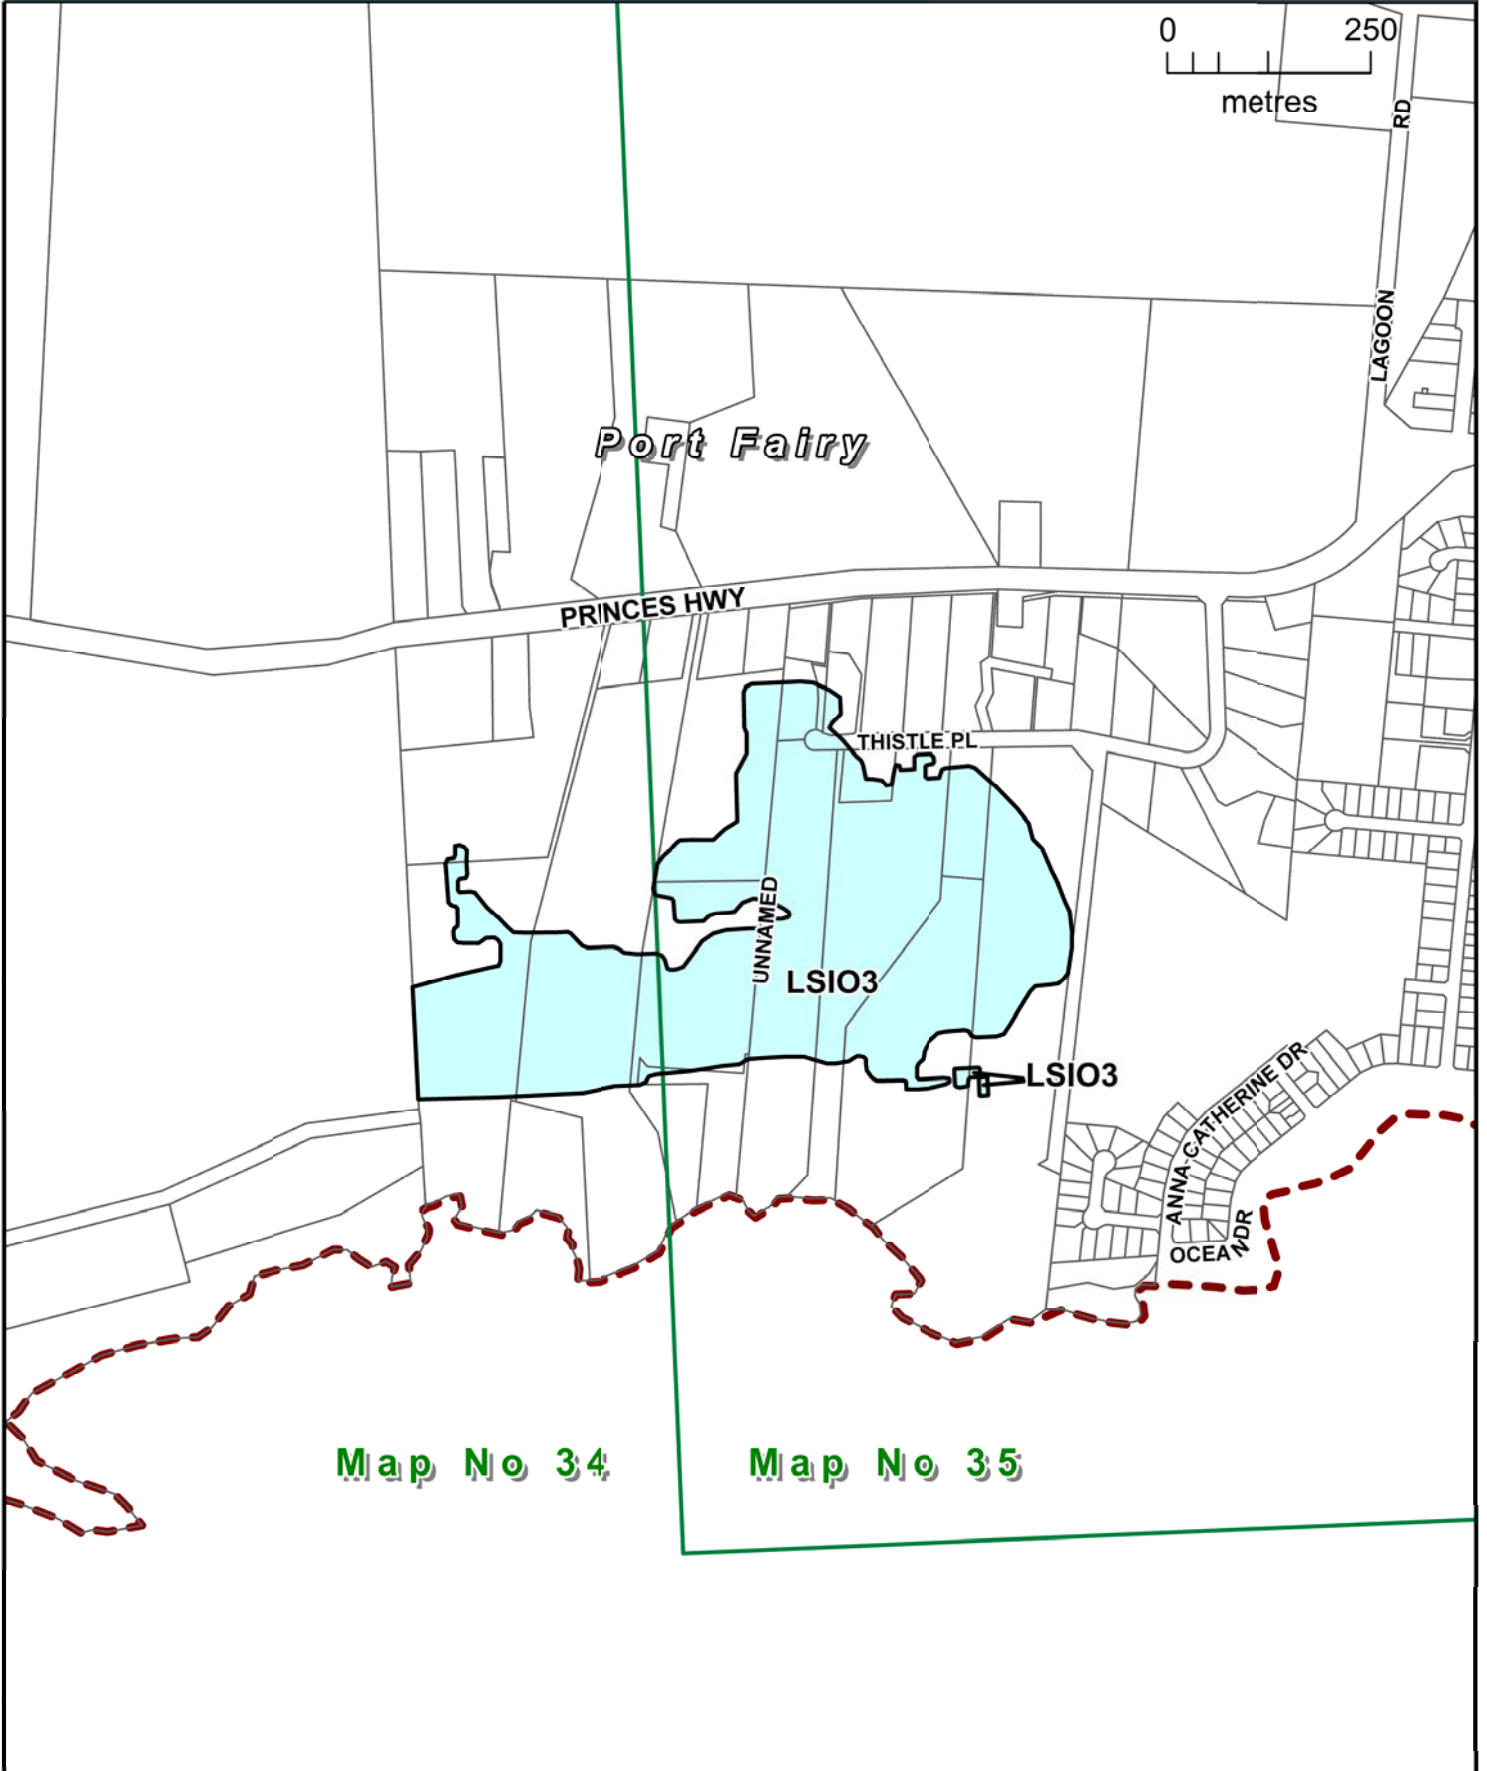 0 250
metres
RD
LAGOON
Port Fairy
PRINCES HWY
THISTLE PL
UNNAMED
LSIO3
LSIO3
ANNA CATHERINE DR
OCEAN DR
Map No 34
Map No 35